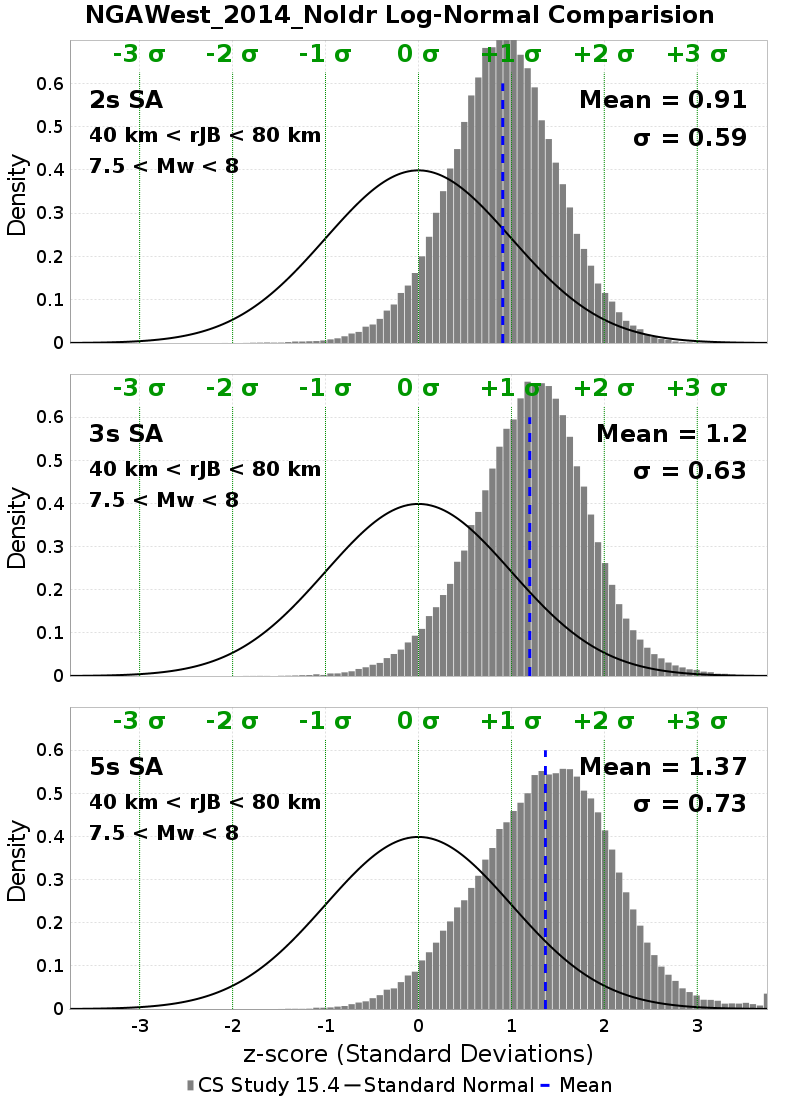 NGAWest_2014_NoIdr Log-Normal Comparision
-3 σ -2 σ -1 σ 0 σ +1 σ +2 σ +3 σ
2s SA
Mean = 0.91
40 km < rJB < 80 km
σ = 0.59
7.5 < Mw < 8
Density
0.6
0.5
0.4
0.3
0.2
0.1
0
-3 σ -2 σ -1 σ 0 σ +1 σ +2 σ +3 σ
3s SA
Mean = 1.2
40 km < rJB < 80 km
σ = 0.63
7.5 < Mw < 8
Density
0.6
0.5
0.4
0.3
0.2
0.1
0
-3 σ -2 σ -1 σ 0 σ +1 σ +2 σ +3 σ
5s SA
Mean = 1.37
40 km < rJB < 80 km
σ = 0.73
7.5 < Mw < 8
Density
0.6
0.5
0.4
0.3
0.2
0.1
0
-3 -2 -1 0 1 2 3
z-score (Standard Deviations)
CS Study 15.4 Standard Normal Mean